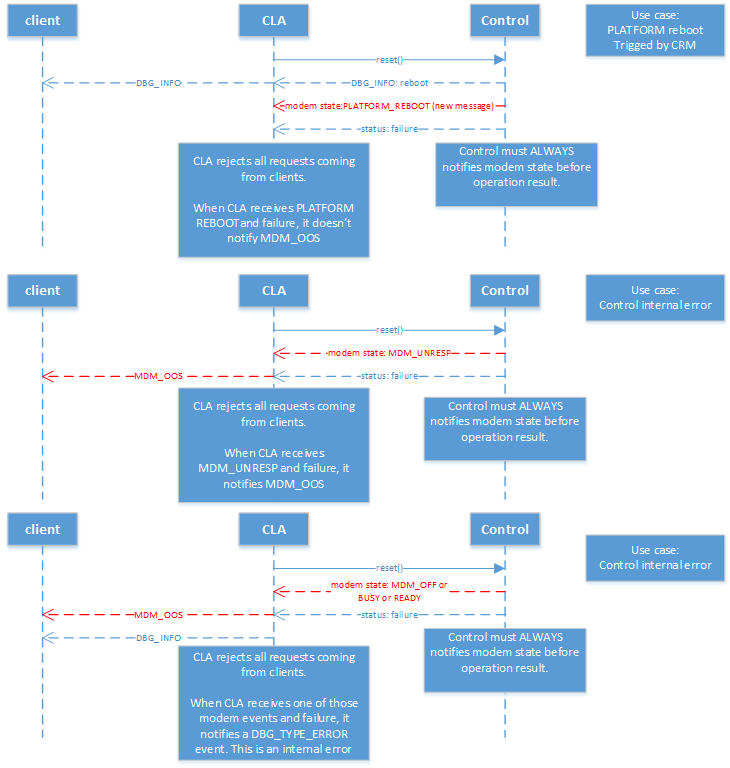 client
CLA
Control
Use case:
PLATFORM reboot
Trigged by CRM
reset()
DBG_INFO
DBG_INFO: reboot
modem state:PLATFORM_REBOOT (new message)
status: failure
CLA rejects all requests coming
from clients.
When CLA receives PLATFORM
REBOOT and failure, it doesn't
notify MDM_OOS
Control must ALWAYS
notifies modem state before
operation result.
client
CLA
Control
Use case:
Control internal error
reset()
modem state: MDM_UNRESP
MDM_OOS
status: failure
CLA rejects all requests coming
from clients.
When CLA receives
MDM_UNRESP and failure, it
notifies MDM_OOS
Control must ALWAYS
notifies modem state before
operation result.
client
CLA
Control
Use case:
Control internal error
reset()
modem state: MDM_OFF or
BUSY or READY
MDM_OOS
status: failure
DBG_INFO
CLA rejects all requests coming
from clients.
When CLA receives one of those
modem events and failure, it
notifies a DBG_TYPE_ERROR
event. This is an internal error
Control must ALWAYS
notifies modem state before
operation result.